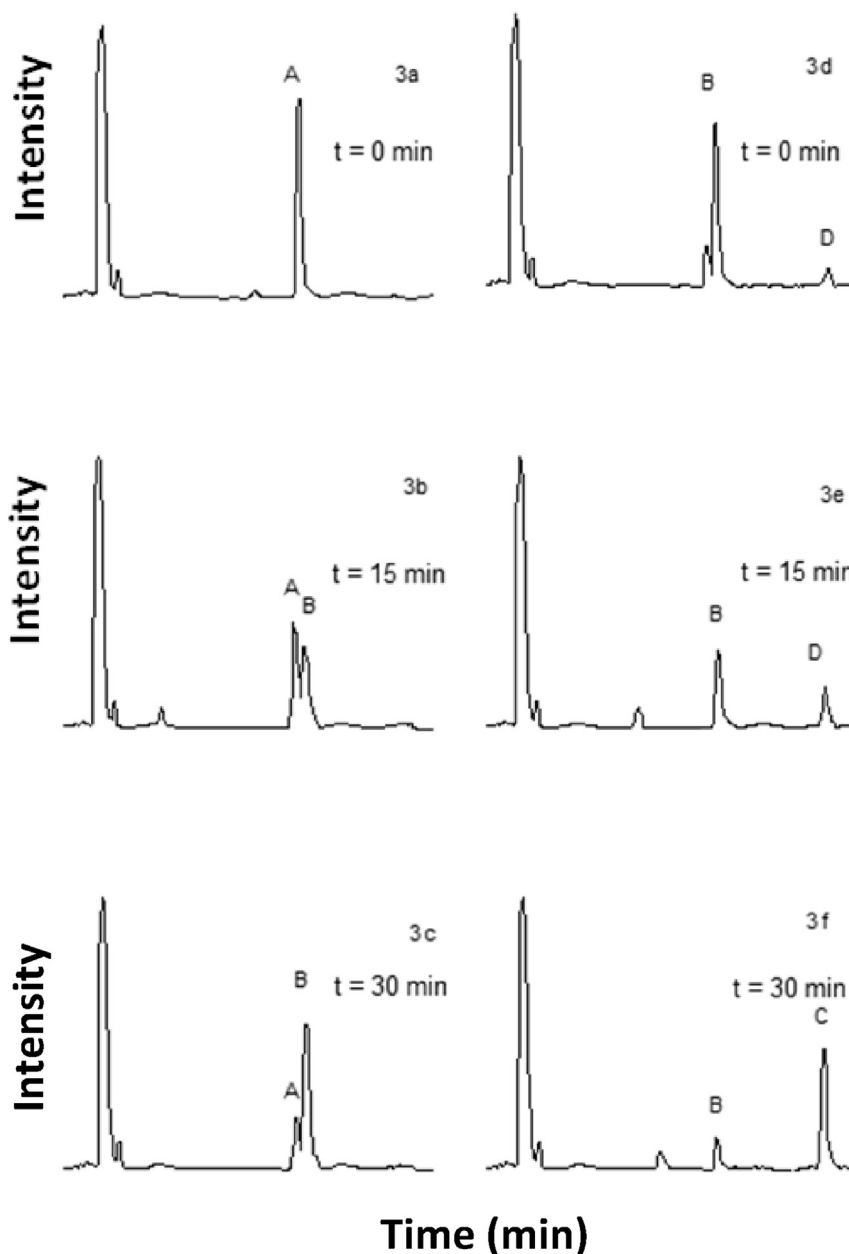 Intensity
A
3a
t = 0 min
B
3d
t = 0 min
D
Intensity
3b
t = 15 min
A
B
3e
t = 15 min
B
D
Intensity
3c
t = 30 min
B
A
3f
t = 30 min
C
B
Time (min)